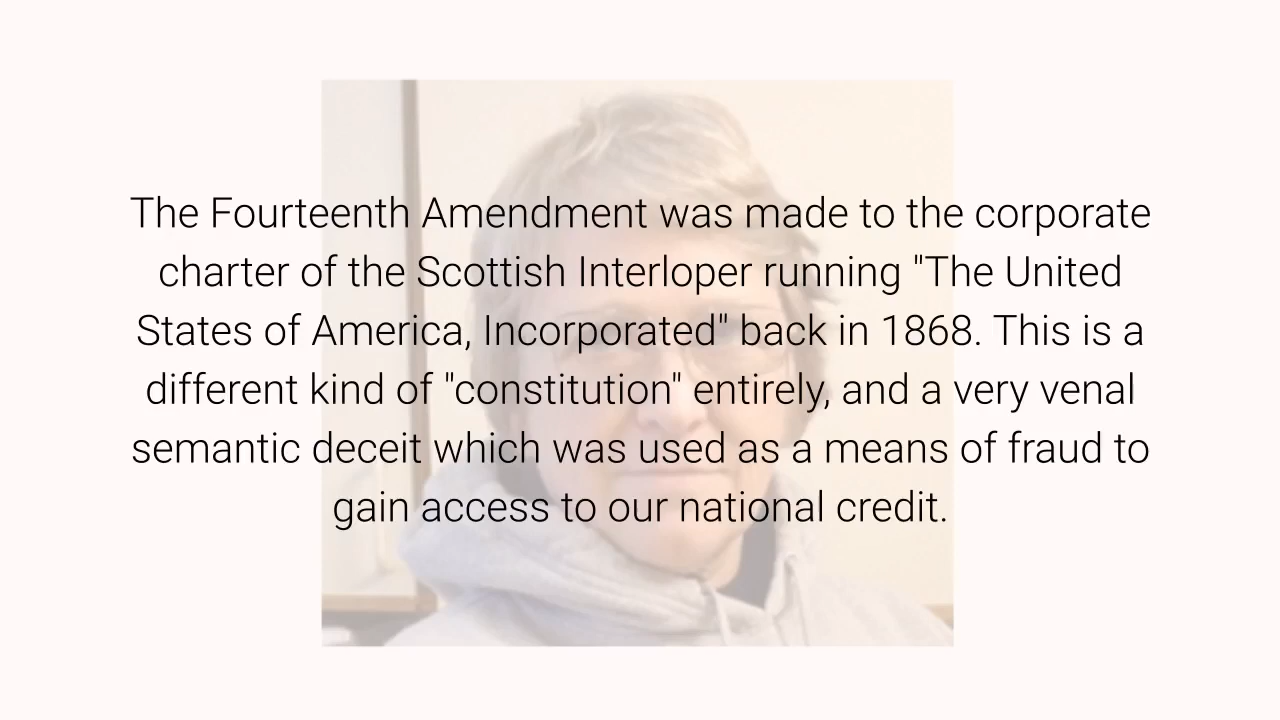 The Fourteenth Amendment was made to the corporate
charter of the Scottish Interloper running "The United
States of America, Incorporated" back in 1868. This is a
different kind of "constitution" entirely, and a very venal
semantic deceit which was used as a means of fraud to
gain access to our national credit.